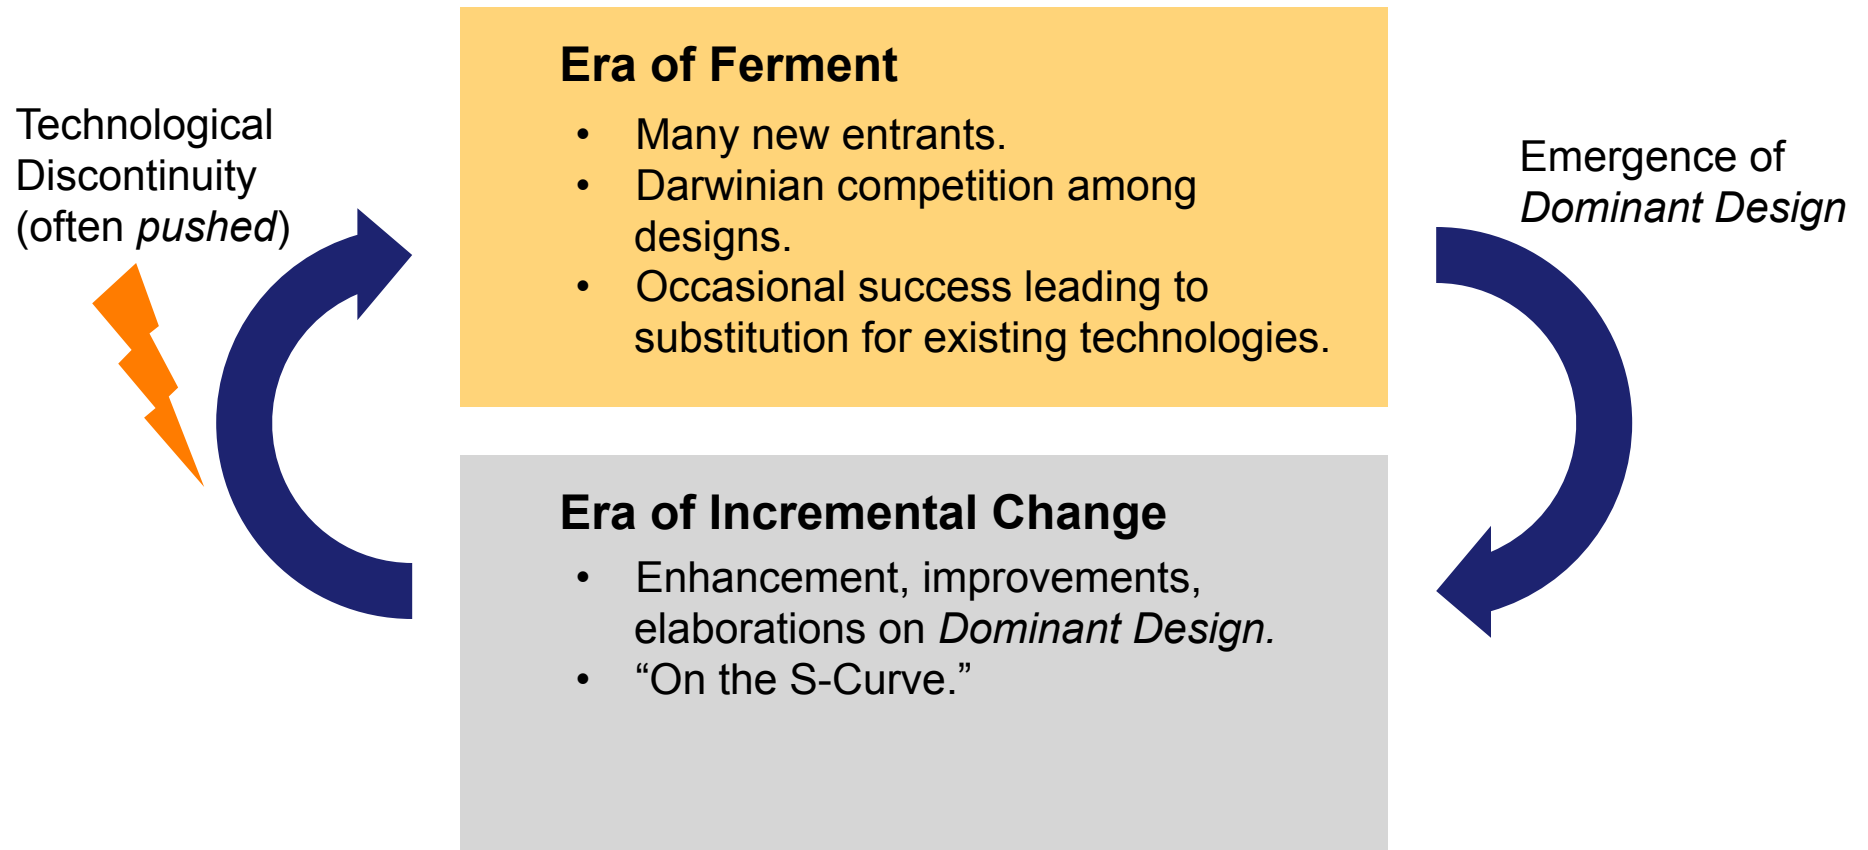 Technological
Discontinuity
(often pushed)
Era of Ferment
• Many new entrants.
• Darwinian competition among
designs.
• Occasional success leading to
substitution for existing technologies.
Emergence of
Dominant Design
Era of Incremental Change
• Enhancement, improvements,
elaborations on Dominant Design.
• “On the S-Curve.”